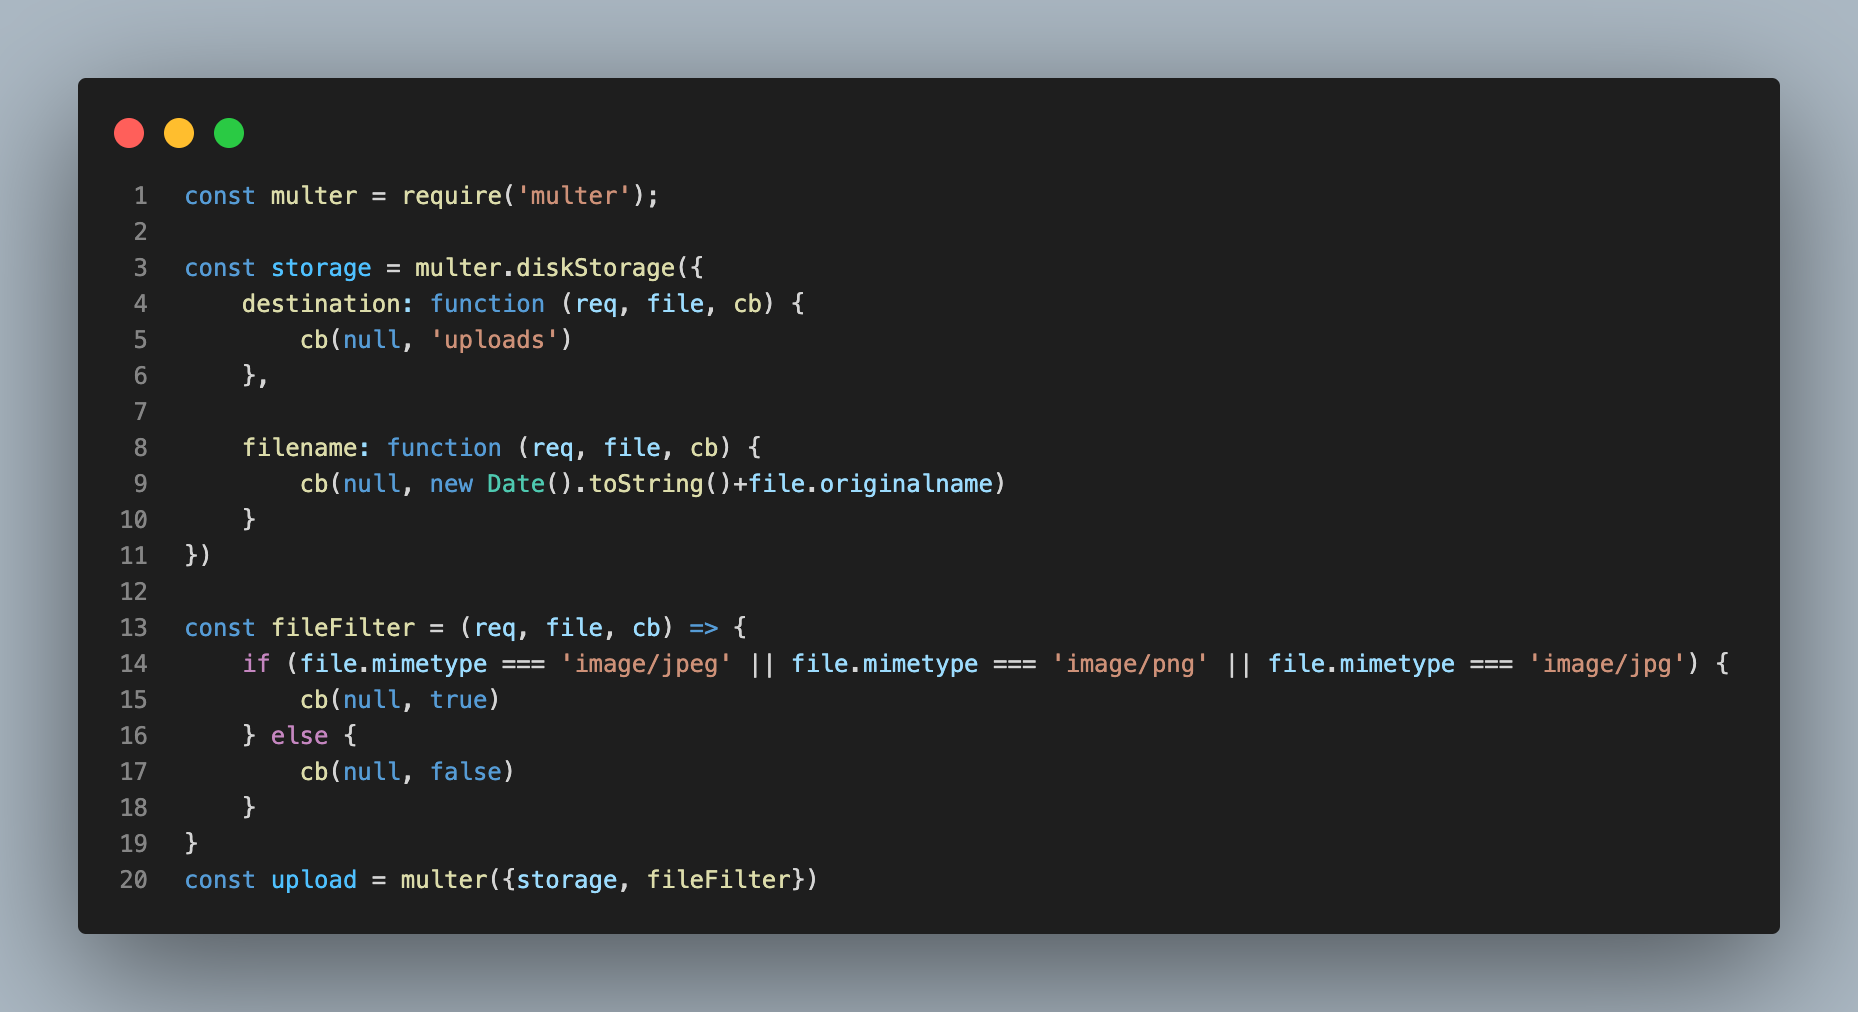 1 const multer = require('multer');
2
3 const storage = multer.diskStorage({
4     destination: function (req, file, cb) {
5         cb(null, 'uploads')
6     },
7
8     filename: function (req, file, cb) {
9         cb(null, new Date().toString()+file.originalname)
10     }
11 })
12
13 const fileFilter = (req, file, cb) => {
14     if (file.mimetype === 'image/jpeg' || file.mimetype === 'image/png' || file.mimetype === 'image/jpg') {
15         cb(null, true)
16     } else {
17         cb(null, false)
18     }
19 }
20 const upload = multer({storage, fileFilter})